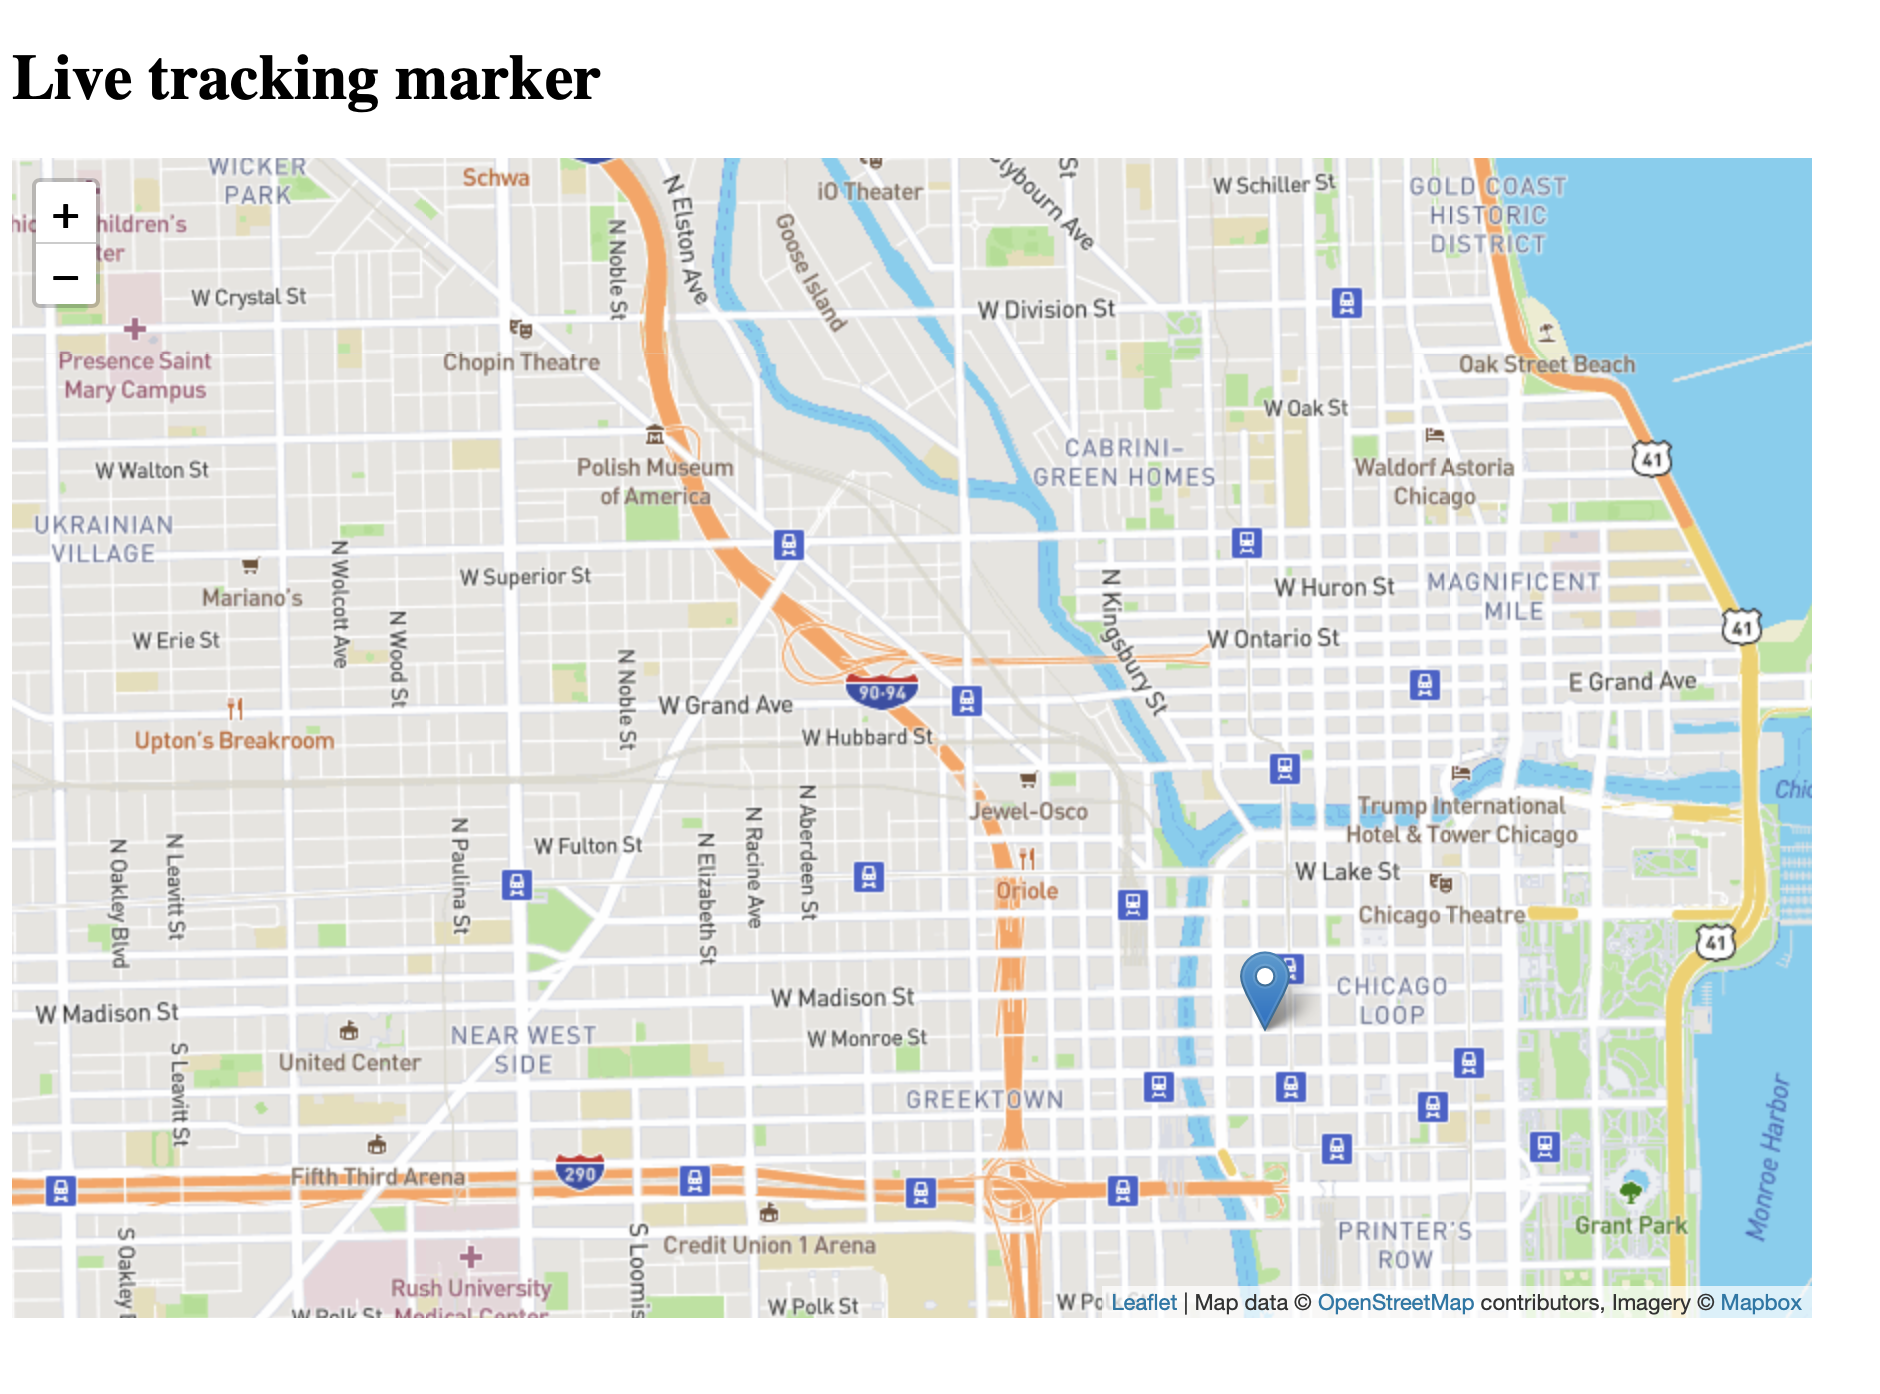 Live tracking marker
+
−
WICKER
PARK
Schwa
iO Theater
Clybourn Ave
St
W Schiller St
GOLD COAST
HISTORIC
DISTRICT
N Elston Ave
N Noble St
Goose Island
W Crystal St
W Division St
Presence Saint
Mary Campus
Chopin Theatre
Oak Street Beach
W Oak St
CABRINI–
GREEN HOMES
Polish Museum
of America
Waldorf Astoria
Chicago
41
W Walton St
UKRAINIAN
VILLAGE
Mariano's
N Wolcott Ave
N Wood St
W Superior St
N Kingsbury St
W Huron St
MAGNIFICENT
MILE
41
W Erie St
W Ontario St
N Noble St
W Grand Ave
90-94
E Grand Ave
Upton's Breakroom
W Hubbard St
Jewel-Osco
Trump International
Hotel & Tower Chicago
N Oakley Blvd
N Leavitt St
N Paulina St
W Fulton St
N Elizabeth St
N Racine Ave
N Aberdeen St
Oriole
W Lake St
Chicago Theatre
41
W Madison St
W Madison St
CHICAGO
LOOP
United Center
NEAR WEST
SIDE
W Monroe St
S Leavitt St
GREEKTOWN
Monroe Harbor
Fifth Third Arena
290
Credit Union 1 Arena
PRINTER'S
ROW
Grant Park
S Oakley
S Loomis
Rush University
Medical Center
W Polk St
W Polk St
Leaflet | Map data © OpenStreetMap contributors, Imagery © Mapbox